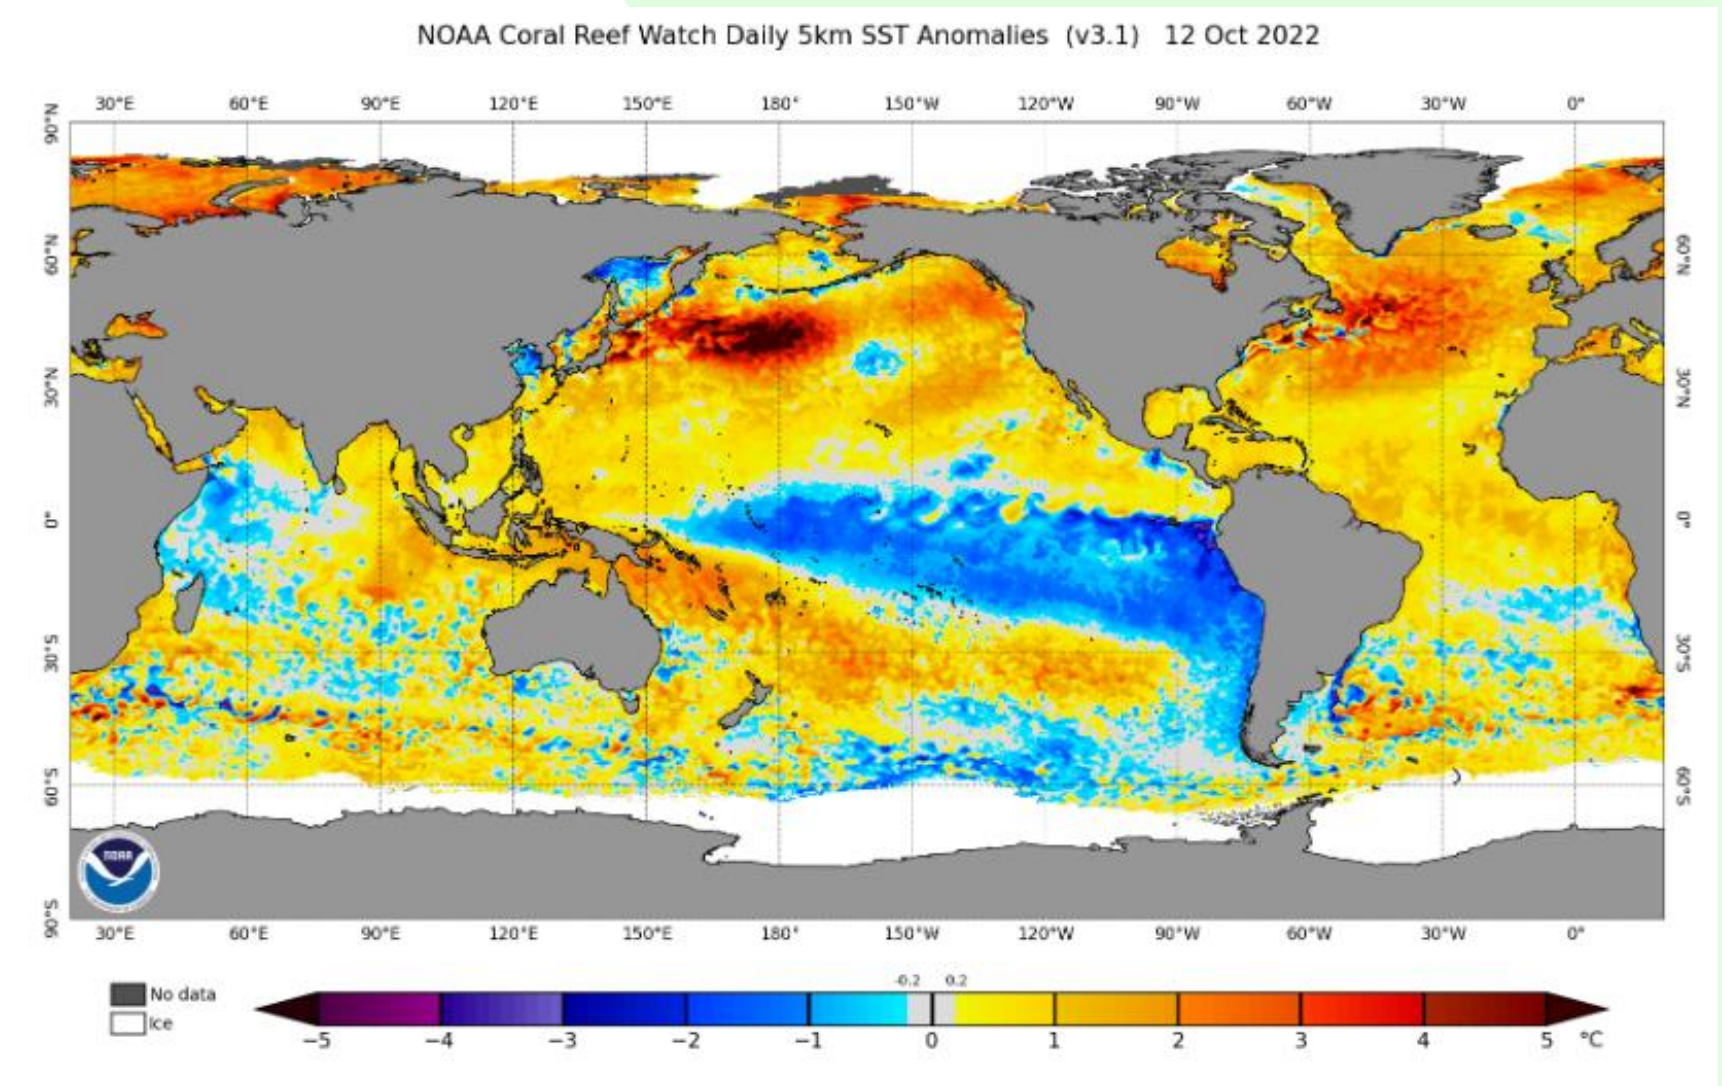 NOAA Coral Reef Watch Daily 5km SST Anomalies (v3.1) 12 Oct 2022
30°E 60°E 90°E 120°E 150°E 180° 150°W 120°W 90°W 60°W 30°W 0°
90°N
60°N 60°N
30°N 30°N
0° 0°
30°S 30°S
60°S 60°S
90°S
NOAA
30°E 60°E 90°E 120°E 150°E 180° 150°W 120°W 90°W 60°W 30°W 0°
-0.2 0.2
No data
Ice
−5 −4 −3 −2 −1 0 1 2 3 4 5 °C